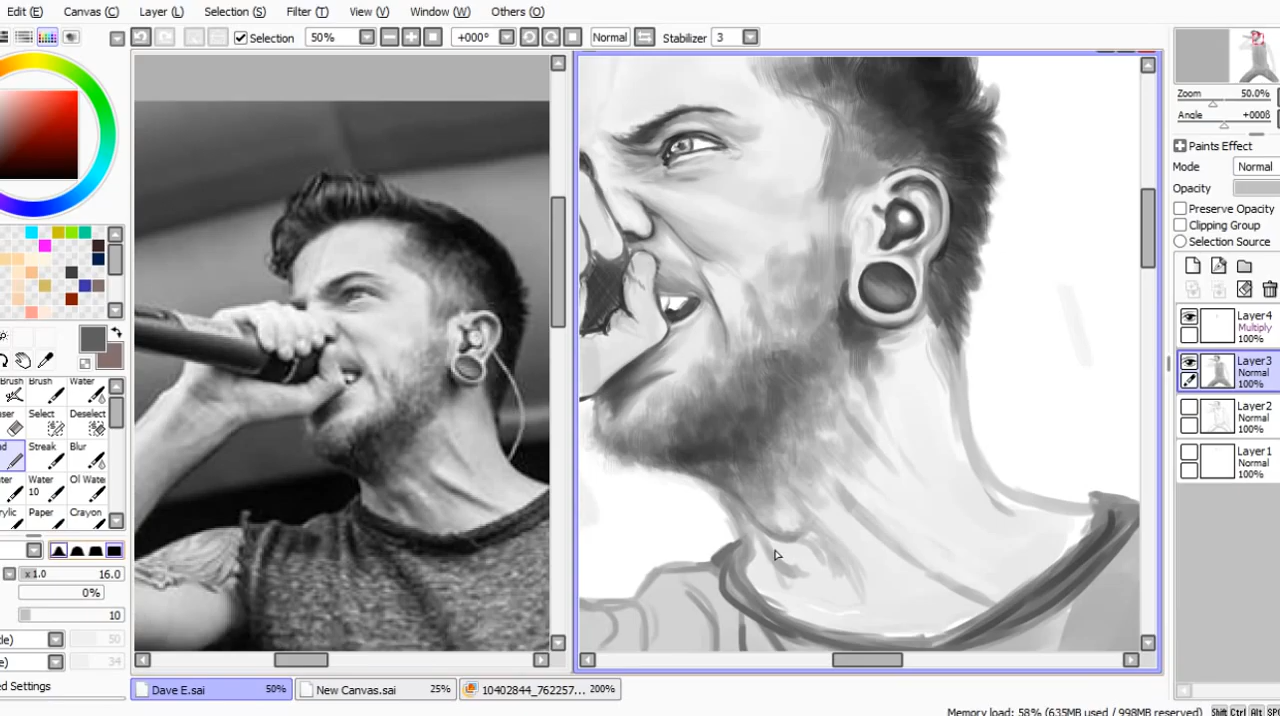 Edit (E) Canvas (C) Layer (L) Selection (S) Filter (T) View (V) Window (W) Others (O)
Selection 50% +000° Normal Stabilizer 3
Zoom 50.0%
Angle +000ß
Paints Effect
Mode Normal
Opacity
Preserve Opacity
Clipping Group
Selection Source
Layer4
Multiply
100%
Layer3
Normal
100%
Layer2
Normal
100%
Layer1
Normal
100%
Brush Brush Water
Select Deselect
Streak Blur
Water
10 Ol Wate
Paper Crayon
x1.0 16.0
0%
10
50
34
ed Settings
Dave E.sai 50% New Canvas.sai 25% 10402844_762257... 200%
Memory load: 58% (635MB used / 998MB reserved) Shift Ctrl Alt